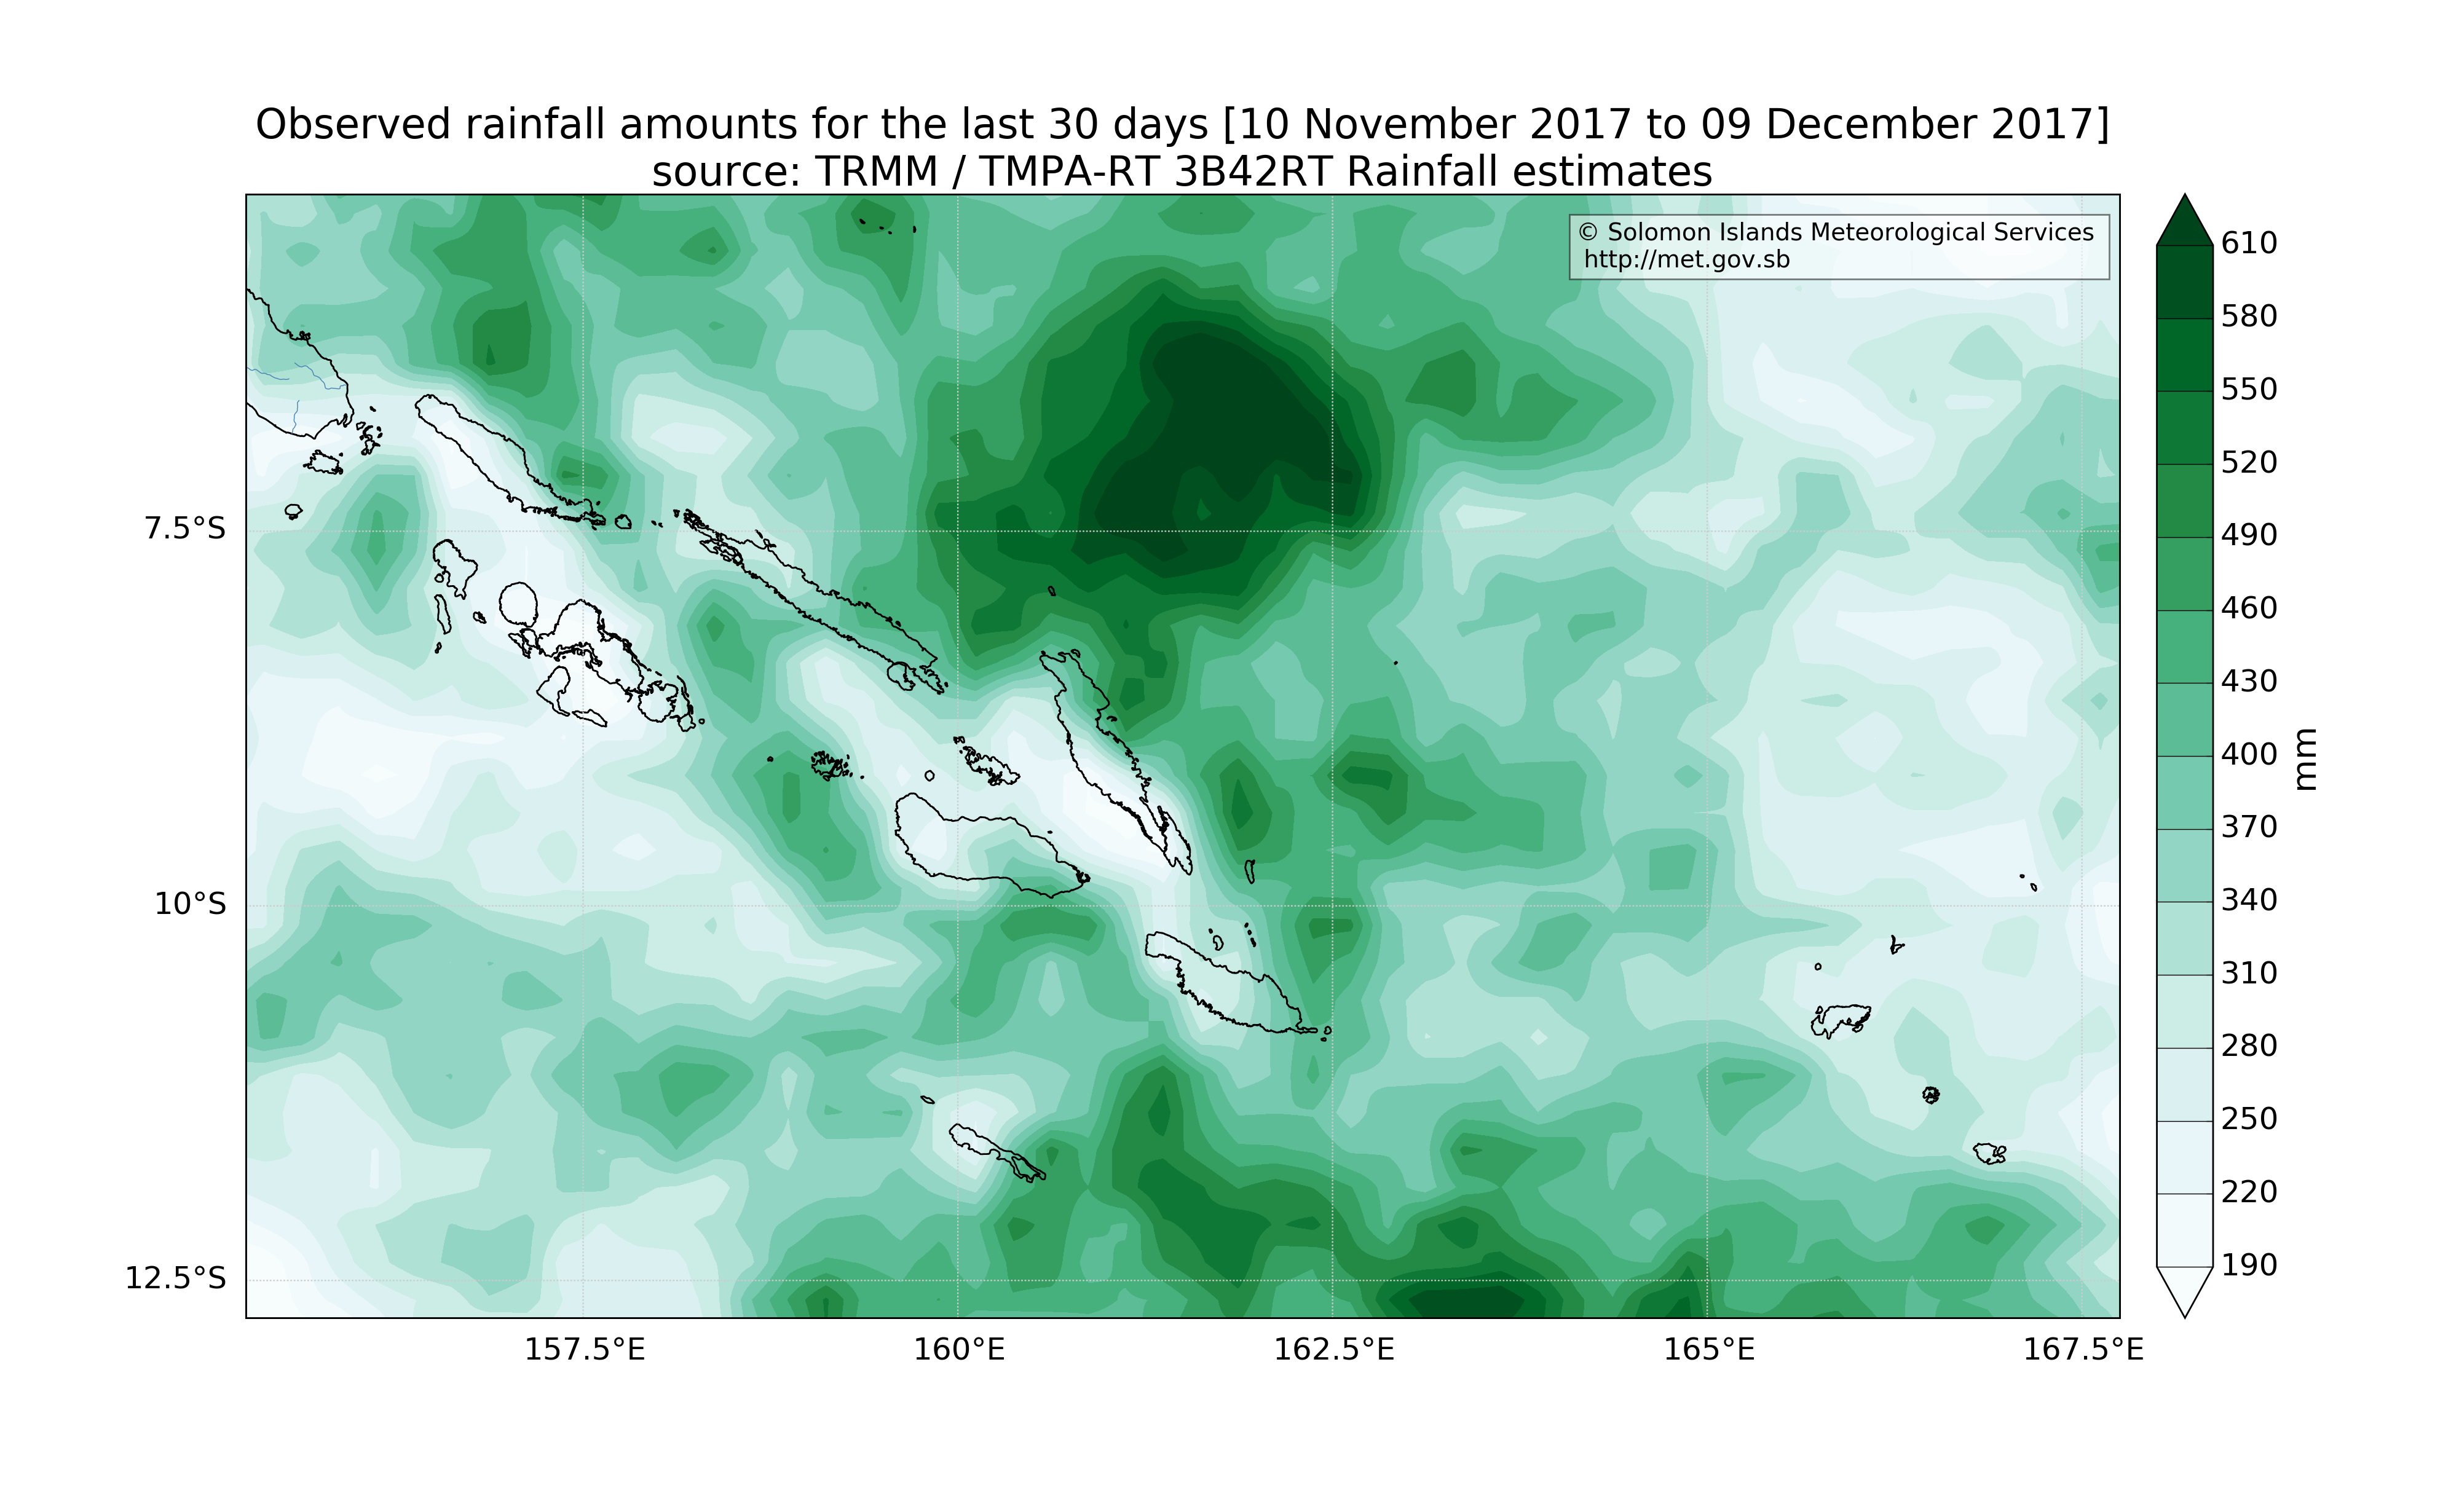 Observed rainfall amounts for the last 30 days [10 November 2017 to 09 December 2017]
source: TRMM / TMPA-RT 3B42RT Rainfall estimates
© Solomon Islands Meteorological Services
http://met.gov.sb
7.5°S
10°S
12.5°S
157.5°E
160°E
162.5°E
165°E
167.5°E
610
580
550
520
490
460
430
400
370
340
310
280
250
220
190
mm